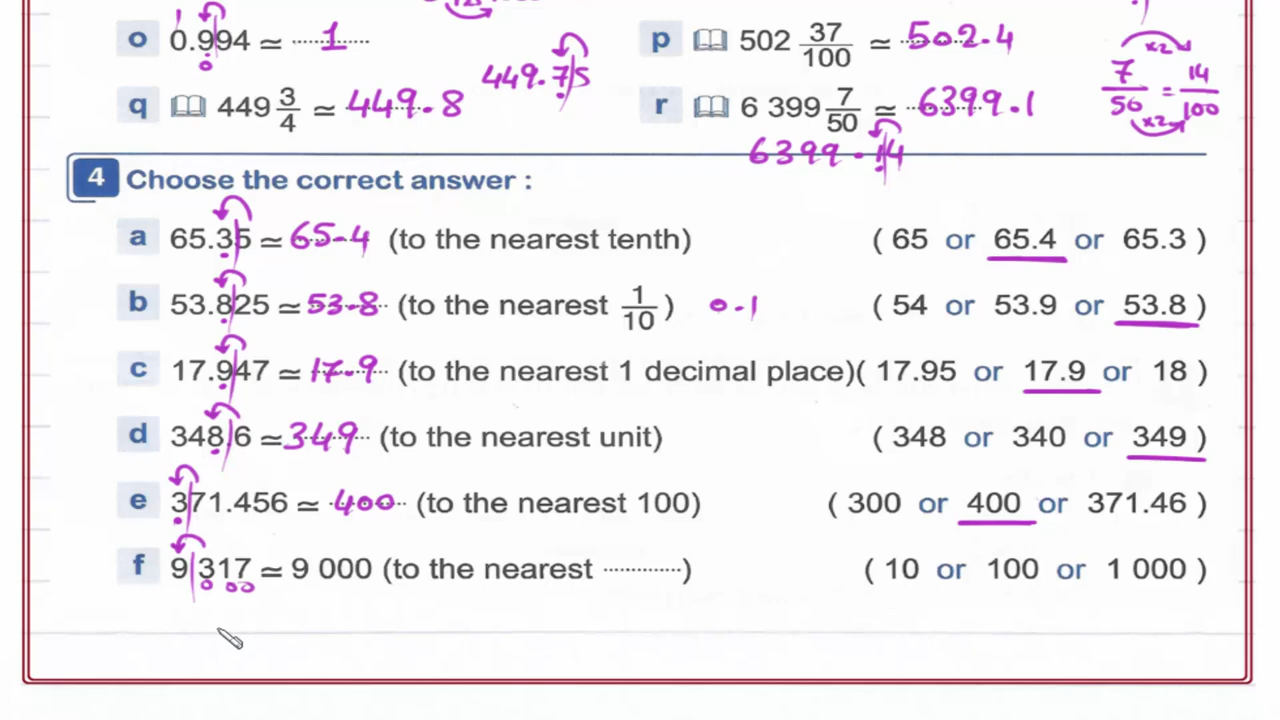 o 0.994 ≃ 1
p 502 37/100 ≃ 502.4
449.75
7/50 = 14/100
×2
×2
q 449 3/4 ≃ 449.8
r 6 399 7/50 ≃ 6399.1
6399.14
4 Choose the correct answer :
a 65.35 ≃ 65.4 (to the nearest tenth) ( 65 or 65.4 or 65.3 )
b 53.825 ≃ 53.8 (to the nearest 1/10 ) 0.1 ( 54 or 53.9 or 53.8 )
c 17.947 ≃ 17.9 (to the nearest 1 decimal place)( 17.95 or 17.9 or 18 )
d 348.6 ≃ 349 (to the nearest unit) ( 348 or 340 or 349 )
e 371.456 ≃ 400 (to the nearest 100) ( 300 or 400 or 371.46 )
f 9 317 ≃ 9 000 (to the nearest ............) ( 10 or 100 or 1 000 )
0 00